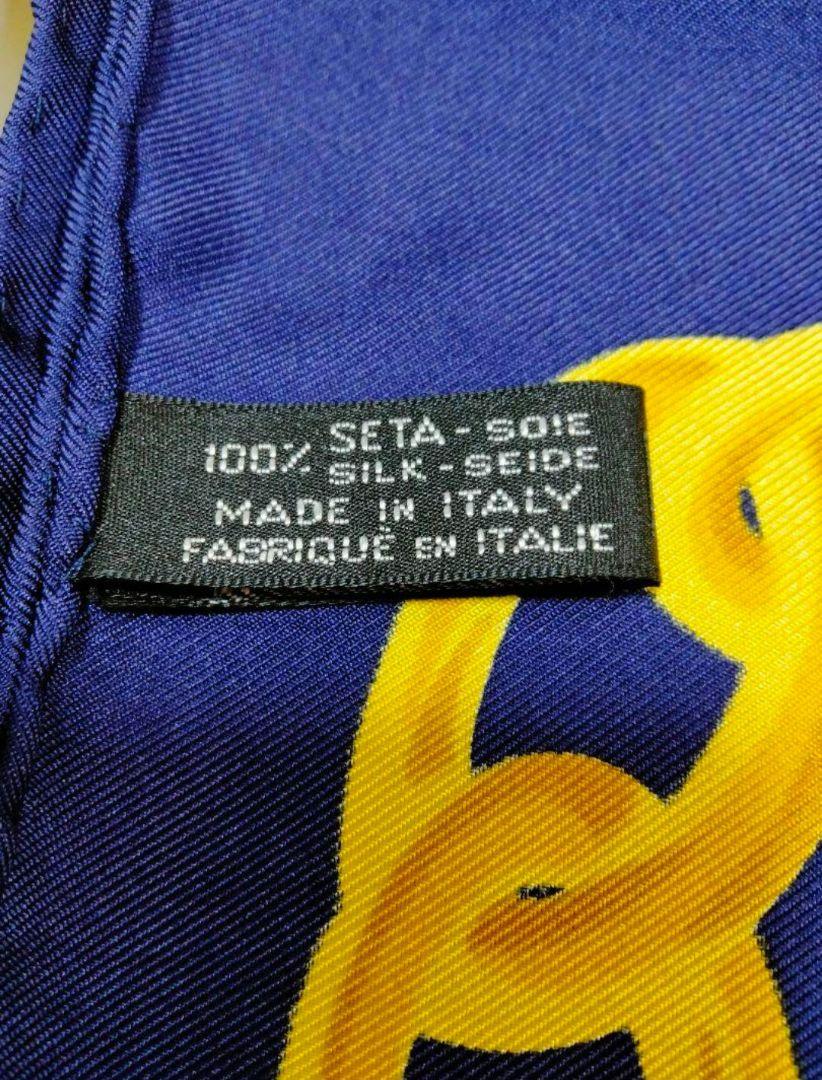 100% SETA - SOIE
SILK - SEIDE
MADE IN ITALY
FABRIQUÉ EN ITALIE